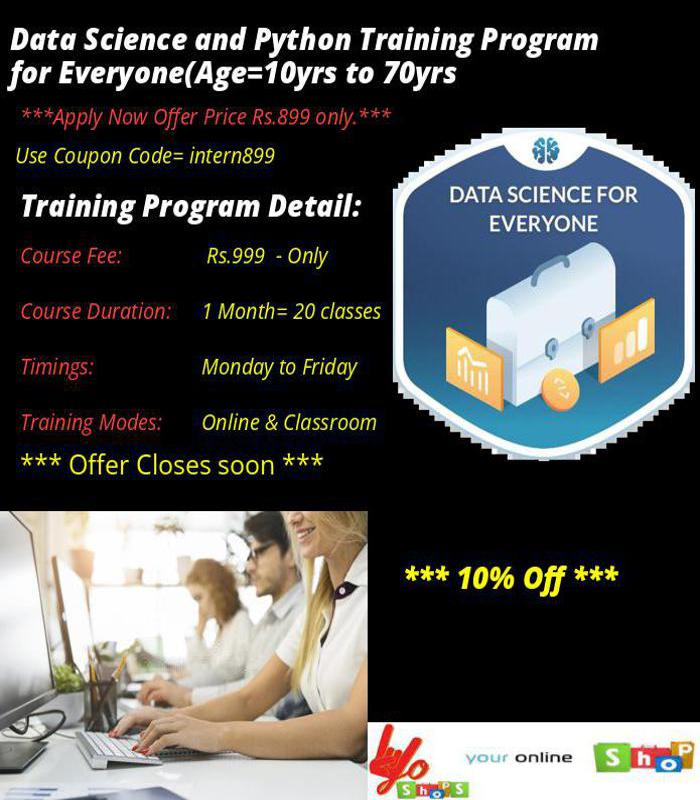 Data Science and Python Training Program
for Everyone(Age=10yrs to 70yrs
***Apply Now Offer Price Rs.899 only.***
Use Coupon Code= intern899
DATA SCIENCE FOR
EVERYONE
Training Program Detail:
Course Fee: Rs.999 - Only
Course Duration: 1 Month= 20 classes
Timings: Monday to Friday
Training Modes: Online & Classroom
*** Offer Closes soon ***
*** 10% Off ***
your online ShoP
Yo
ShoPS